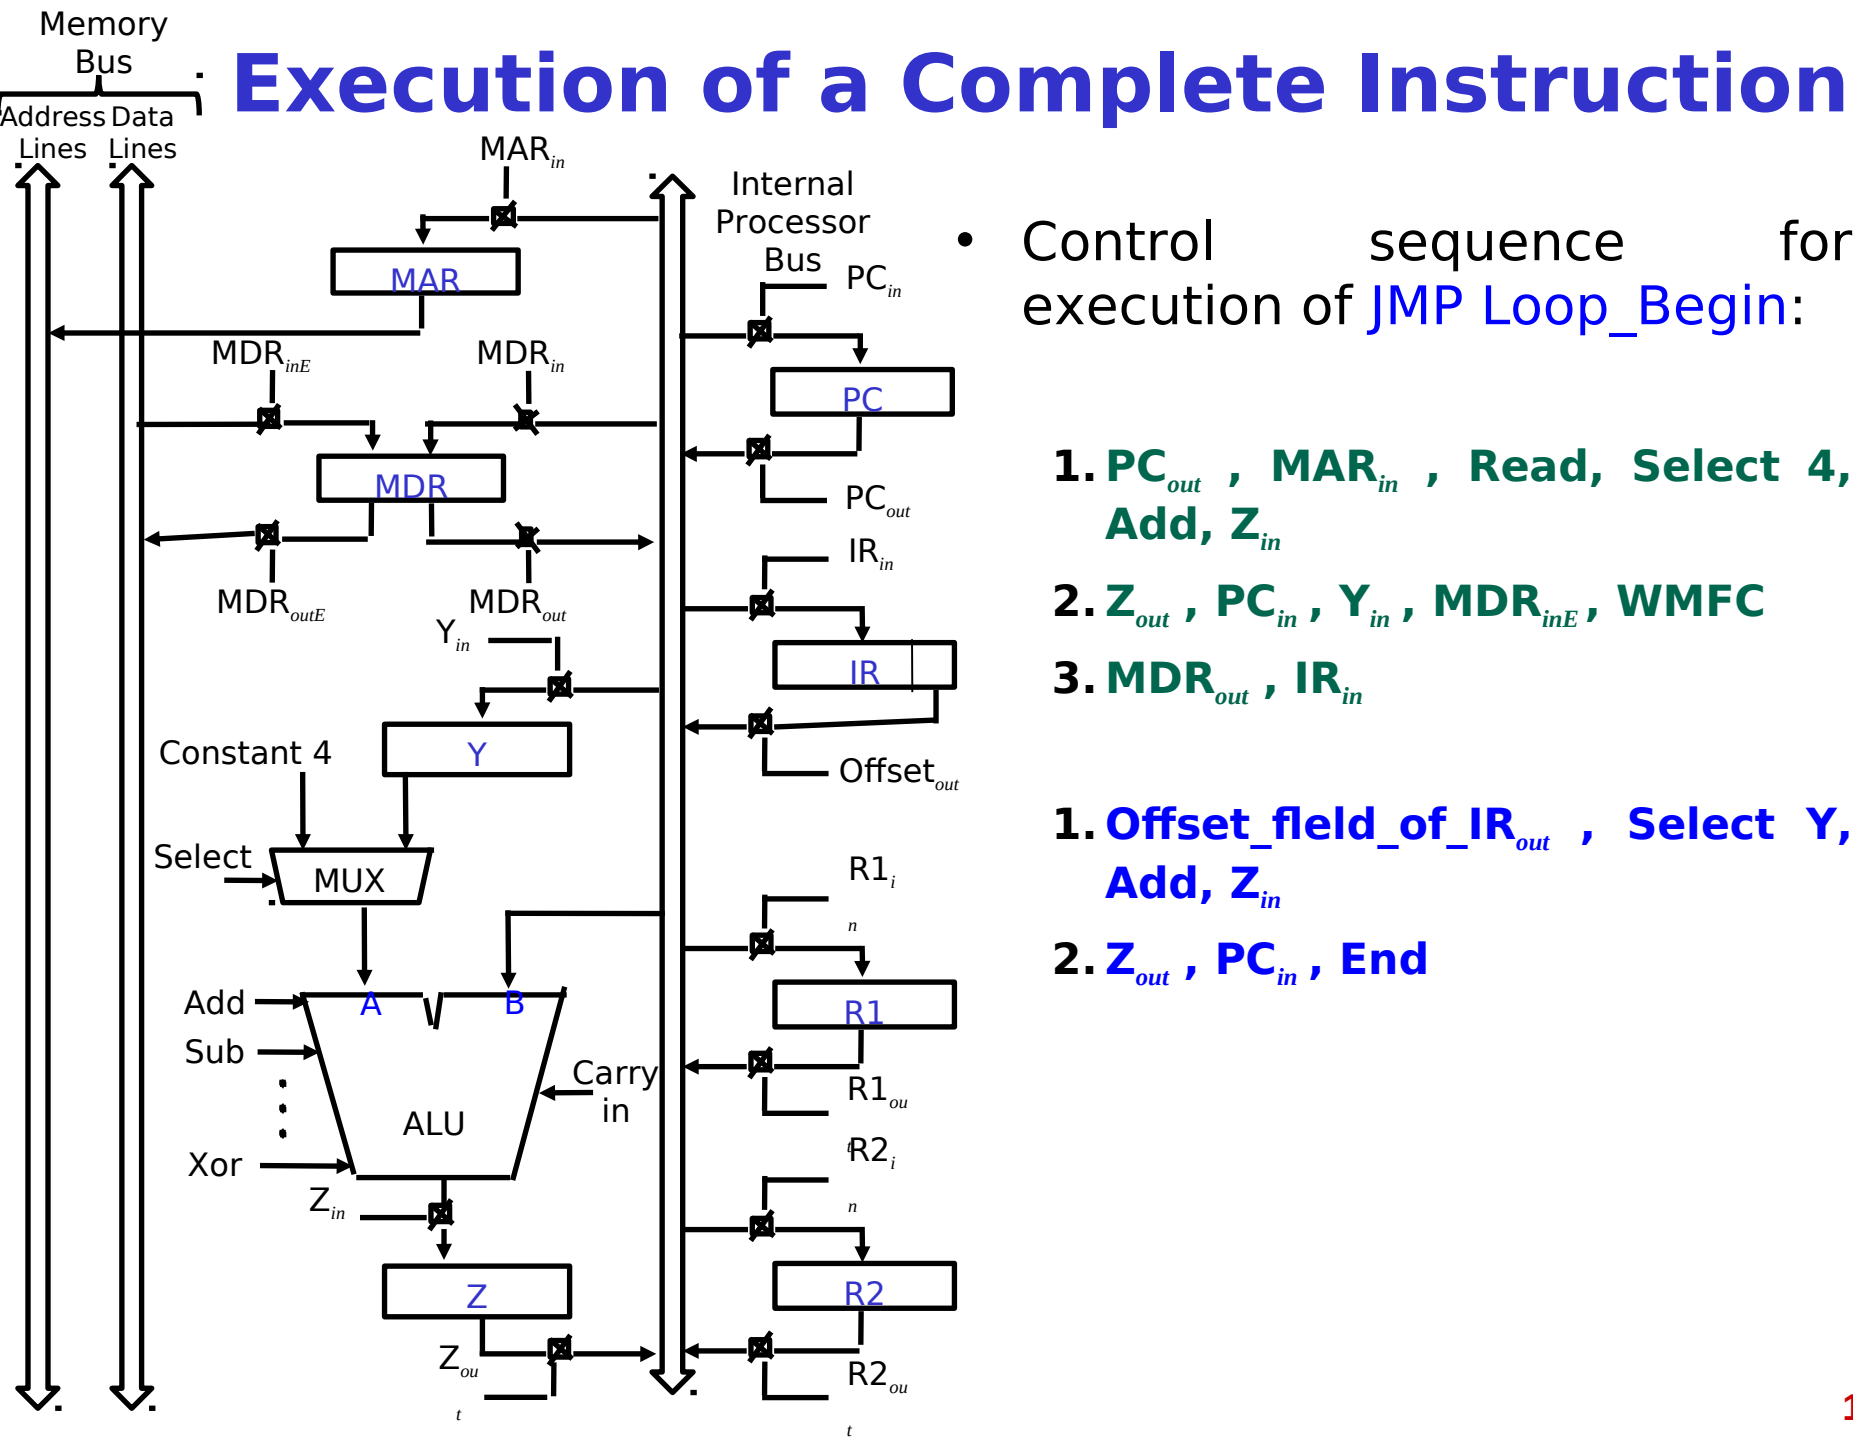 Memory
Bus
Execution of a Complete Instruction
Address Data
Lines Lines
MARin
Internal
Processor
Bus
MAR
PCin
MDRinE
MDRin
PC
MDR
PCout
IRin
MDRoutE
MDRout
Yin
IR
Constant 4
Y
Offsetout
Select
MUX
R1in
Add
A
B
R1
Sub
Carry
in
R1out
ALU
Xor
R2in
Zin
Z
R2
Zout
R2out
• Control sequence for
execution of JMP Loop_Begin:
1. PCout , MARin , Read, Select 4,
Add, Zin
2. Zout , PCin , Yin , MDRinE , WMFC
3. MDRout , IRin
1. Offset_field_of_IRout , Select Y,
Add, Zin
2. Zout , PCin , End